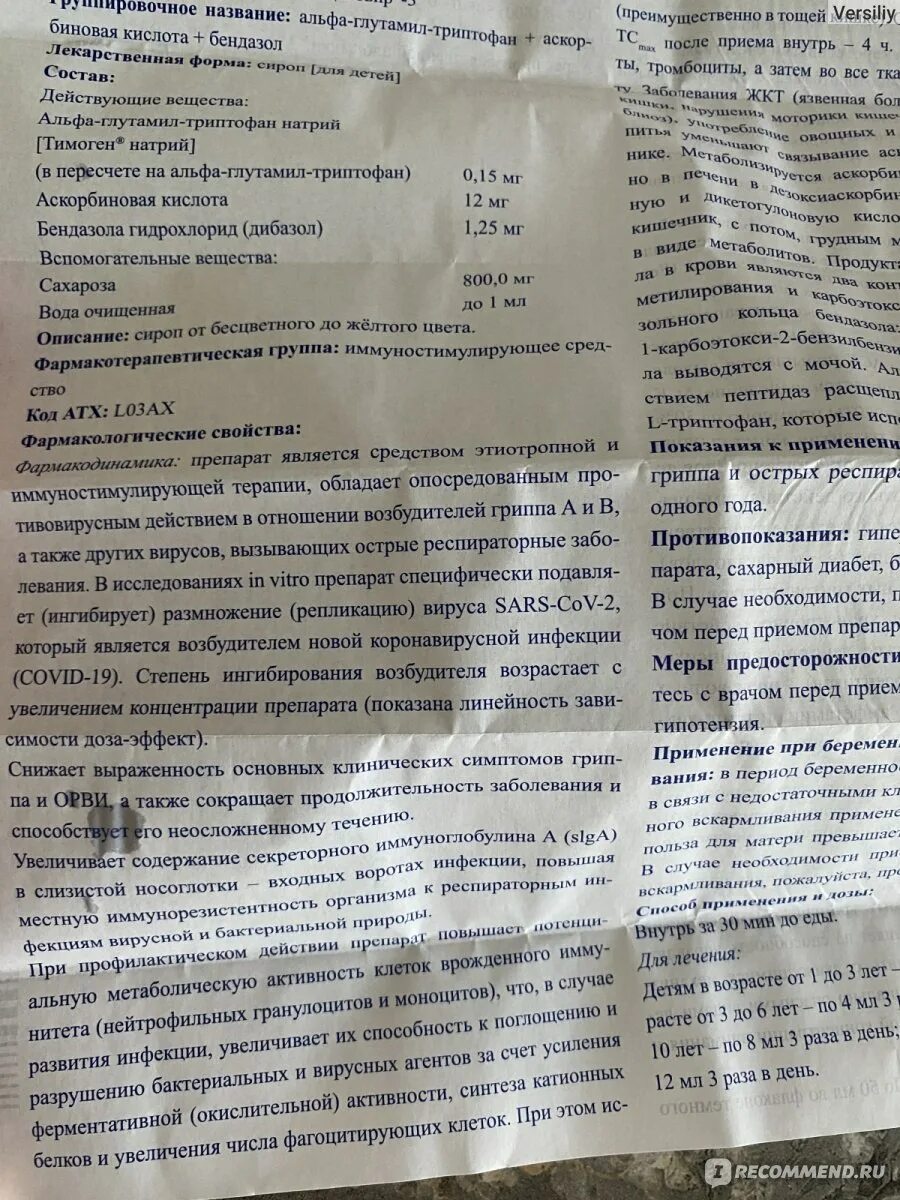 Группировочное название: альфа-глутамил-триптофан + аскор-
биновая кислота + бендазол
Лекарственная форма: сироп [для детей]
Состав:
Действующие вещества:
Альфа-глутамил-триптофан натрий
[Тимоген® натрий]
(в пересчете на альфа-глутамил-триптофан) 0,15 мг
Аскорбиновая кислота 12 мг
Бендазола гидрохлорид (дибазол) 1,25 мг
Вспомогательные вещества:
Сахароза 800,0 мг
Вода очищенная до 1 мл
Описание: сироп от бесцветного до жёлтого цвета.
Фармакотерапевтическая группа: иммуностимулирующее сред-
ство
Код АТХ: L03AX
Фармакологические свойства:
Фармакодинамика: препарат является средством этиотропной и
иммуностимулирующей терапии, обладает опосредованным про-
тивовирусным действием в отношении возбудителей гриппа А и В,
а также других вирусов, вызывающих острые респираторные забо-
левания. В исследованиях in vitro препарат специфически подавля-
ет (ингибирует) размножение (репликацию) вируса SARS-CoV-2,
который является возбудителем новой коронавирусной инфекции
(COVID-19). Степень ингибирования возбудителя возрастает с
увеличением концентрации препарата (показана линейность зави-
симости доза-эффект).
Снижает выраженность основных клинических симптомов грип-
па и ОРВИ, а также сокращает продолжительность заболевания и
способствует его неосложненному течению.
Увеличивает содержание секреторного иммуноглобулина А (sIgA)
в слизистой носоглотки – входных воротах инфекции, повышая
местную иммунорезистентность организма к респираторным ин-
фекциям вирусной и бактериальной природы.
При профилактическом действии препарат повышает потенци-
альную метаболическую активность клеток врожденного имму-
нитета (нейтрофильных гранулоцитов и моноцитов), что, в случае
развития инфекции, увеличивает их способность к поглощению и
разрушению бактериальных и вирусных агентов за счет усиления
ферментативной (окислительной) активности, синтеза катионных
белков и увеличения числа фагоцитирующих клеток. При этом ис-
Versiliy
(преимущественно в тощей
TCmax после приема внутрь – 4 ч.
ты, тромбоциты, а затем во все тка
ту. Заболевания ЖКТ (язвенная бол
кишки, нарушения моторики кише
блиоз), употребление овощных и
питья уменьшают связывание ас
нике. Метаболизируется аскорби
но в печени в дезоксиаскорбин
ную и дикетогулоновую кисло
кишечник, с потом, грудным м
в виде метаболитов. Продукта
ла в крови являются два кон
метилирования и карбоэтокс
зольного кольца бендазола:
1-карбоэтокси-2-бензилбензи
ла выводятся с мочой. Ал
ствием пептидаз расщепл
L-триптофан, которые исп
Показания к применени
гриппа и острых респира
одного года.
Противопоказания: гипе
парата, сахарный диабет, б
В случае необходимости, п
чом перед приемом препар
Меры предосторожности
тесь с врачом перед прием
гипотензия.
Применение при беремен
вания: в период беременно
в связи с недостаточными кл
ного вскармливания примене
польза для матери превышает
В случае необходимости при
вскармливания, пожалуйста, пр
Способ применения и дозы:
Внутрь за 30 мин до еды.
Для лечения:
Детям в возрасте от 1 до 3 лет –
расте от 3 до 6 лет – по 4 мл 3 р
10 лет – по 8 мл 3 раза в день;
12 мл 3 раза в день.
IRECOMMEND.RU